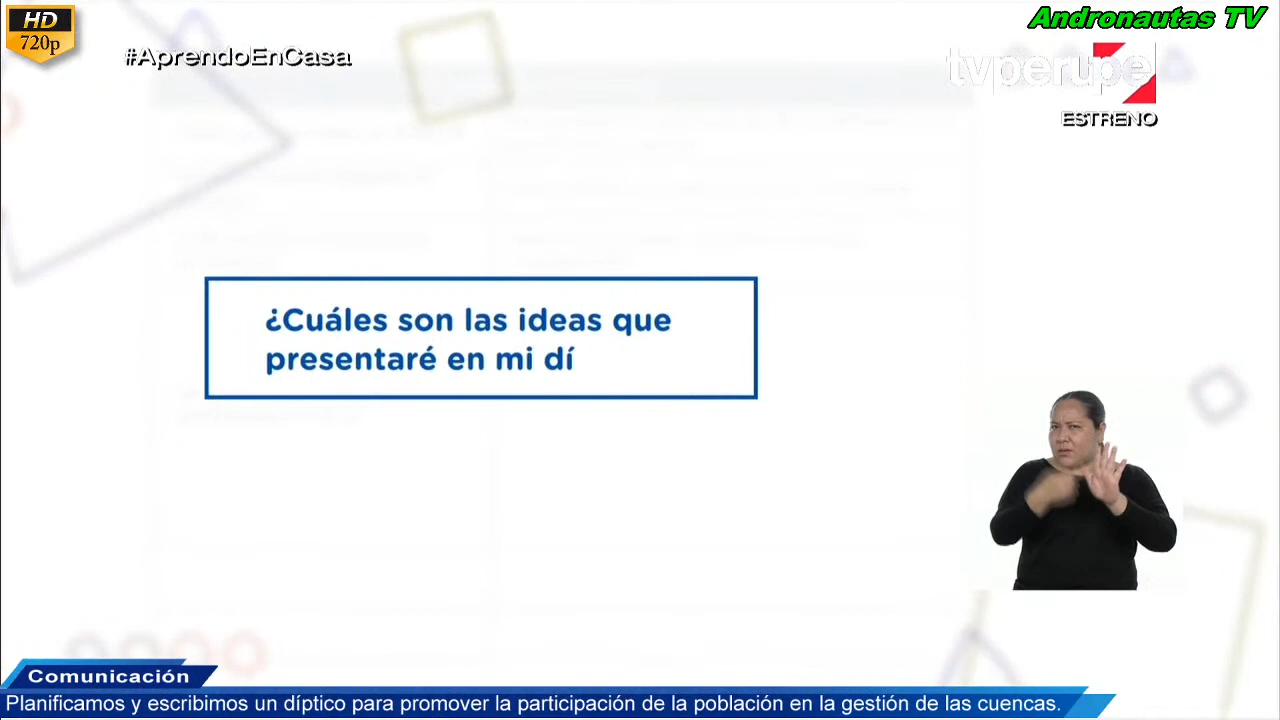 HD
720p
#AprendoEnCasa
Andronautas TV
tvperupe
ESTRENO
¿Cuáles son las ideas que
presentaré en mi dí
Comunicación
Planificamos y escribimos un díptico para promover la participación de la población en la gestión de las cuencas.